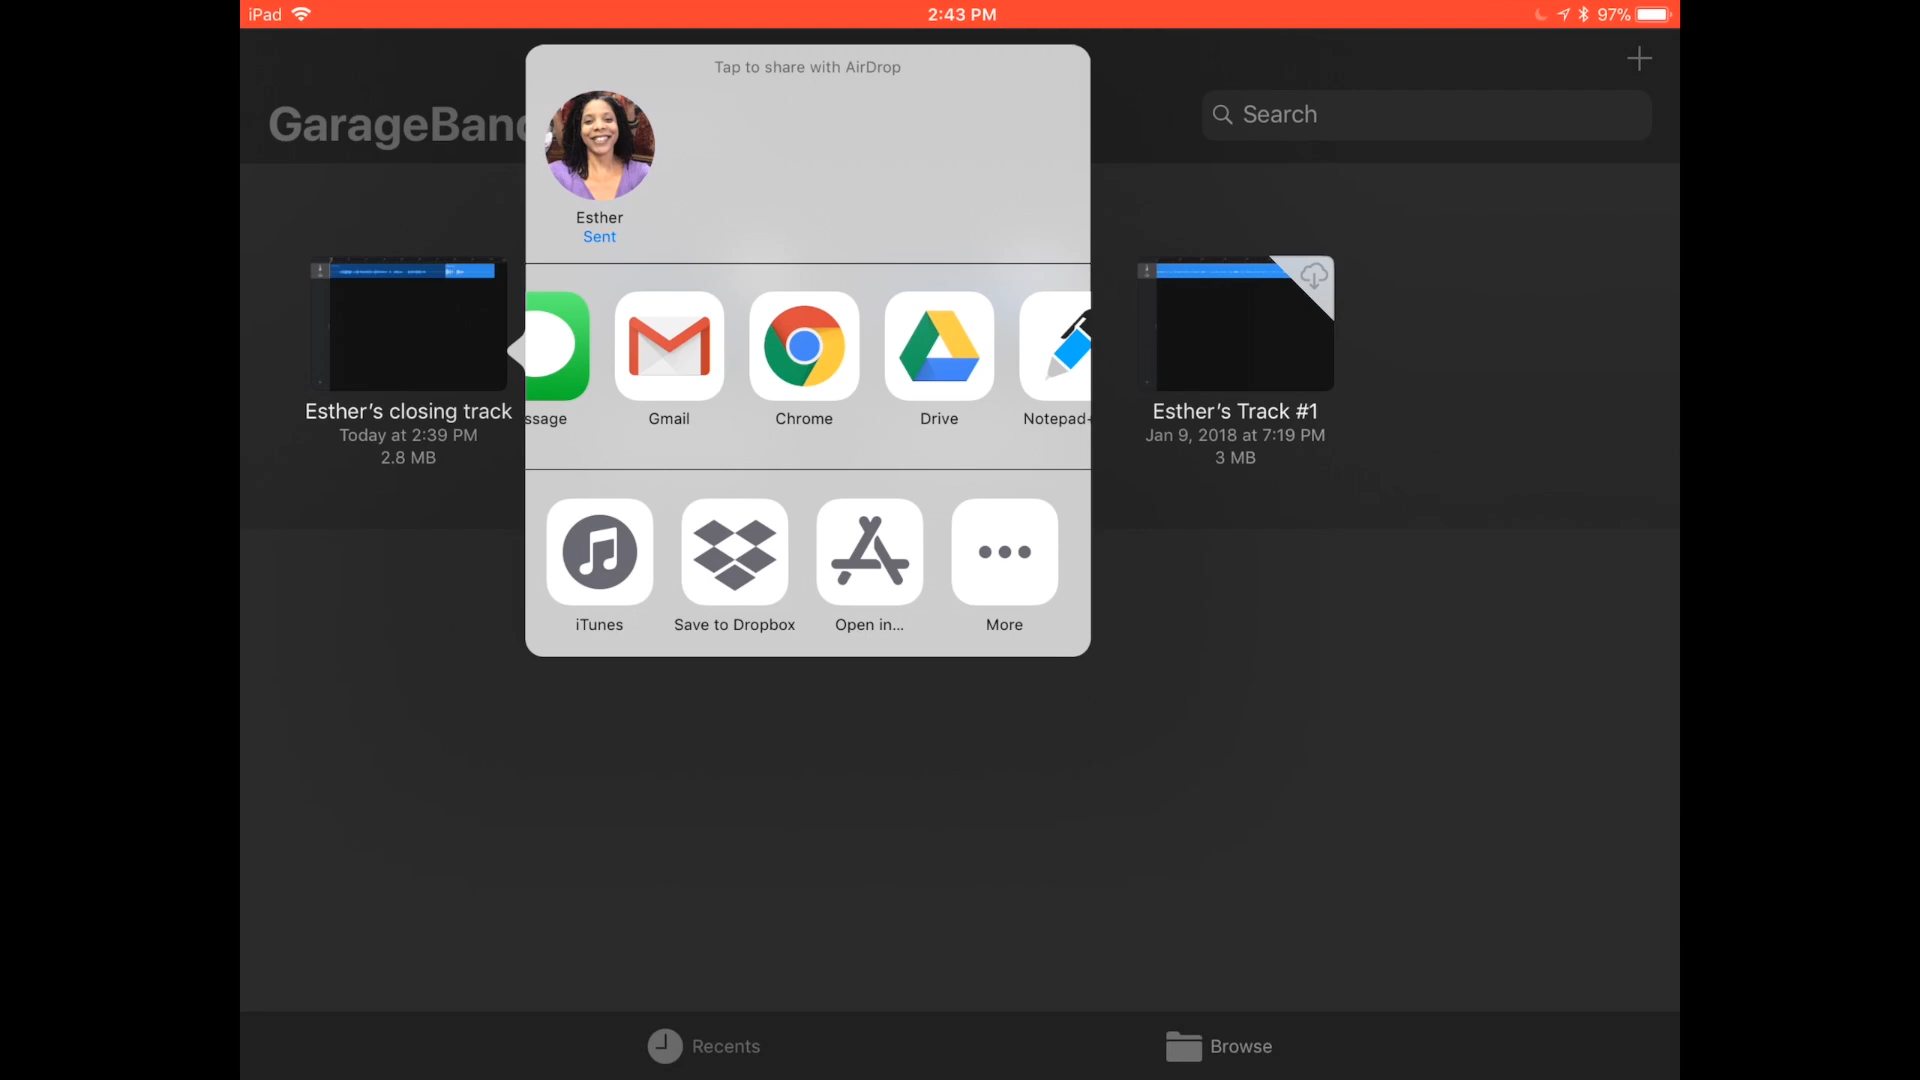 iPad
2:43 PM
97%
Tap to share with AirDrop
GarageBand
Search
Esther
Sent
ssage
Gmail
Chrome
Drive
Notepad-
Esther’s closing track
Today at 2:39 PM
2.8 MB
Esther’s Track #1
Jan 9, 2018 at 7:19 PM
3 MB
iTunes
Save to Dropbox
Open in...
More
Recents
Browse